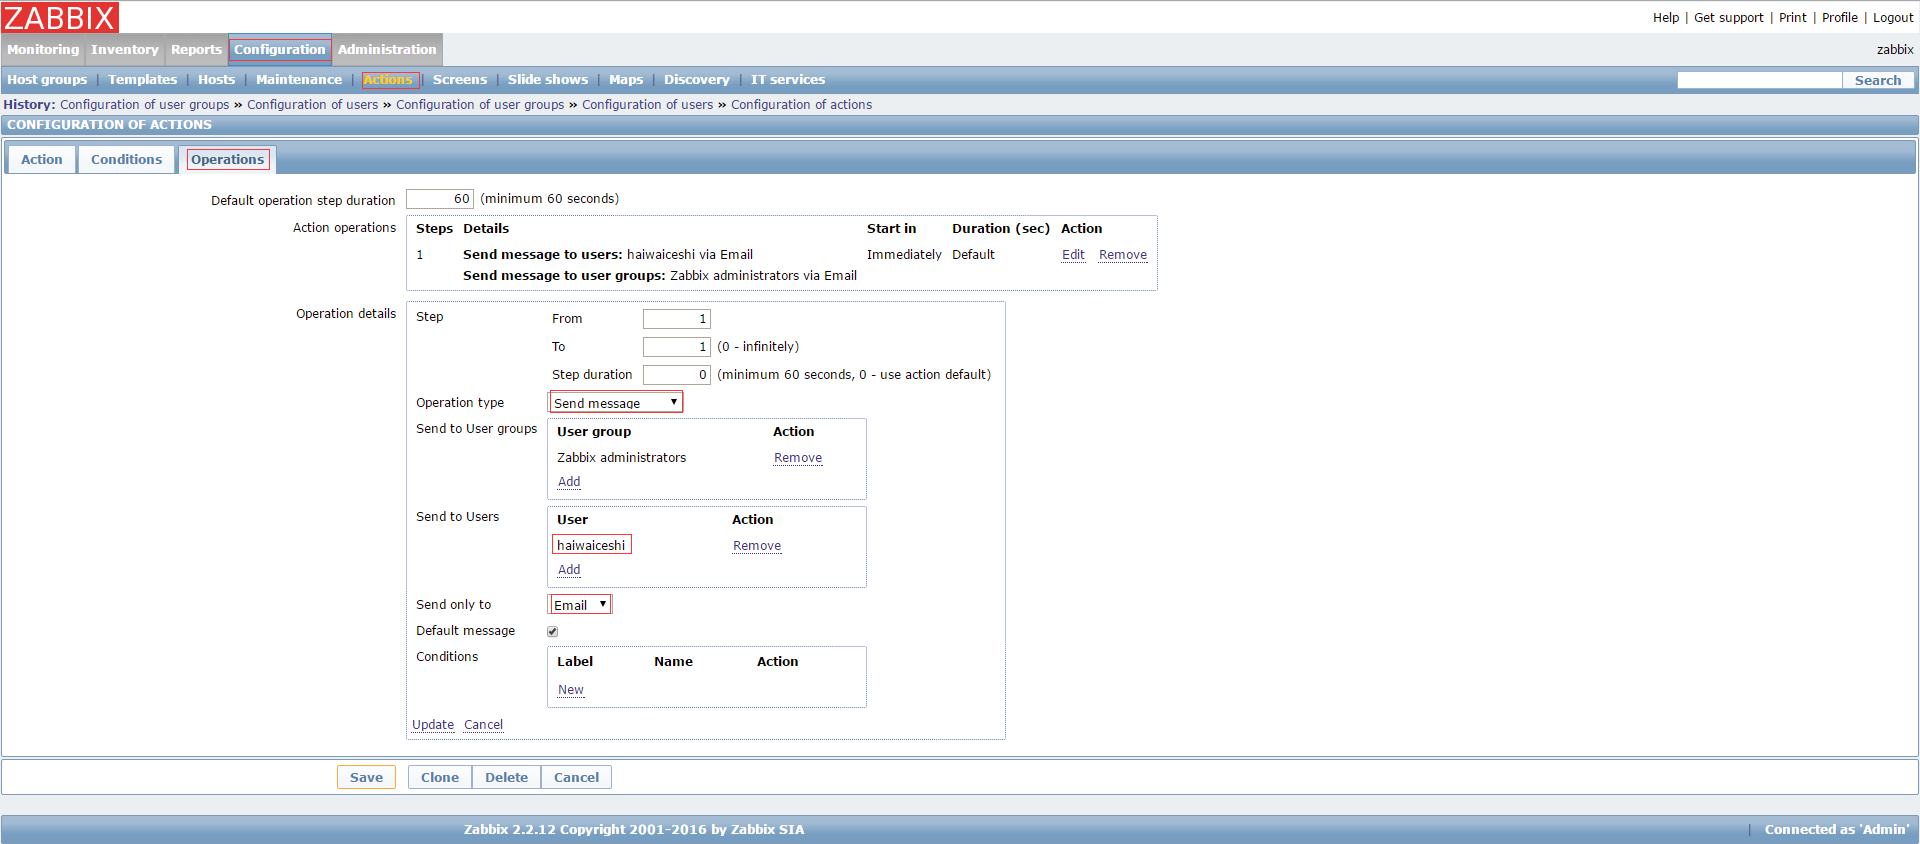 ZABBIX
Help | Get support | Print | Profile | Logout
Monitoring Inventory Reports Configuration Administration
zabbix
Host groups | Templates | Hosts | Maintenance | Actions | Screens | Slide shows | Maps | Discovery | IT services
Search
History: Configuration of user groups » Configuration of users » Configuration of user groups » Configuration of users » Configuration of actions
CONFIGURATION OF ACTIONS
Action Conditions Operations
Default operation step duration 60 (minimum 60 seconds)
Action operations Steps Details Start in Duration (sec) Action
1 Send message to users: haiwaiceshi via Email Immediately Default Edit Remove
Send message to user groups: Zabbix administrators via Email
Operation details Step From 1
To 1 (0 - infinitely)
Step duration 0 (minimum 60 seconds, 0 - use action default)
Operation type Send message
Send to User groups User group Action
Zabbix administrators Remove
Add
Send to Users User Action
haiwaiceshi Remove
Add
Send only to Email
Default message
Conditions Label Name Action
New
Update Cancel
Save Clone Delete Cancel
Zabbix 2.2.12 Copyright 2001-2016 by Zabbix SIA
| Connected as 'Admin'